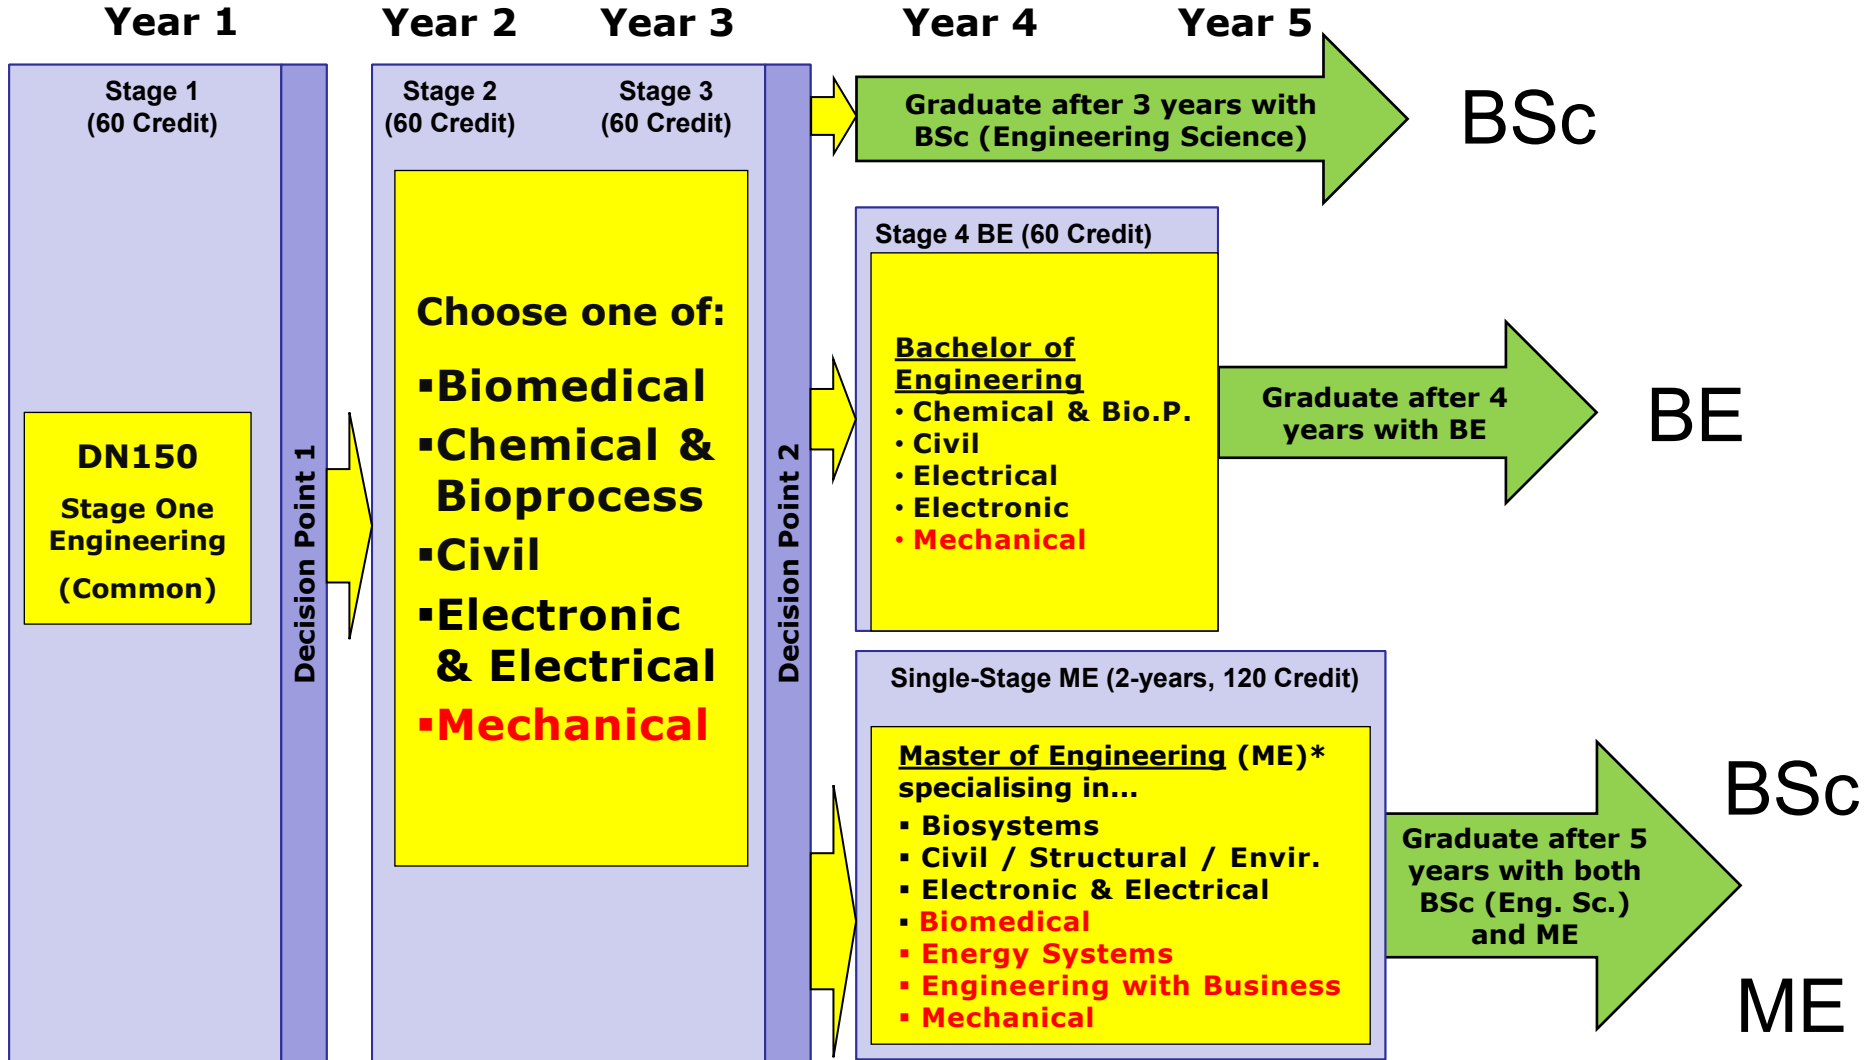 Year 1
Year 2
Year 3
Year 4
Year 5
Stage 1
(60 Credit)
DN150
Stage One
Engineering
(Common)
Decision Point 1
Stage 2
(60 Credit)
Stage 3
(60 Credit)
Choose one of:
▪Biomedical
▪Chemical &
Bioprocess
▪Civil
▪Electronic
& Electrical
▪Mechanical
Decision Point 2
Graduate after 3 years with
BSc (Engineering Science)
BSc
Stage 4 BE (60 Credit)
Bachelor of
Engineering
• Chemical & Bio.P.
• Civil
• Electrical
• Electronic
• Mechanical
Graduate after 4
years with BE
BE
Single-Stage ME (2-years, 120 Credit)
Master of Engineering (ME)*
specialising in...
▪ Biosystems
▪ Civil / Structural / Envir.
▪ Electronic & Electrical
▪ Biomedical
▪ Energy Systems
▪ Engineering with Business
▪ Mechanical
Graduate after 5
years with both
BSc (Eng. Sc.)
and ME
BSc
ME